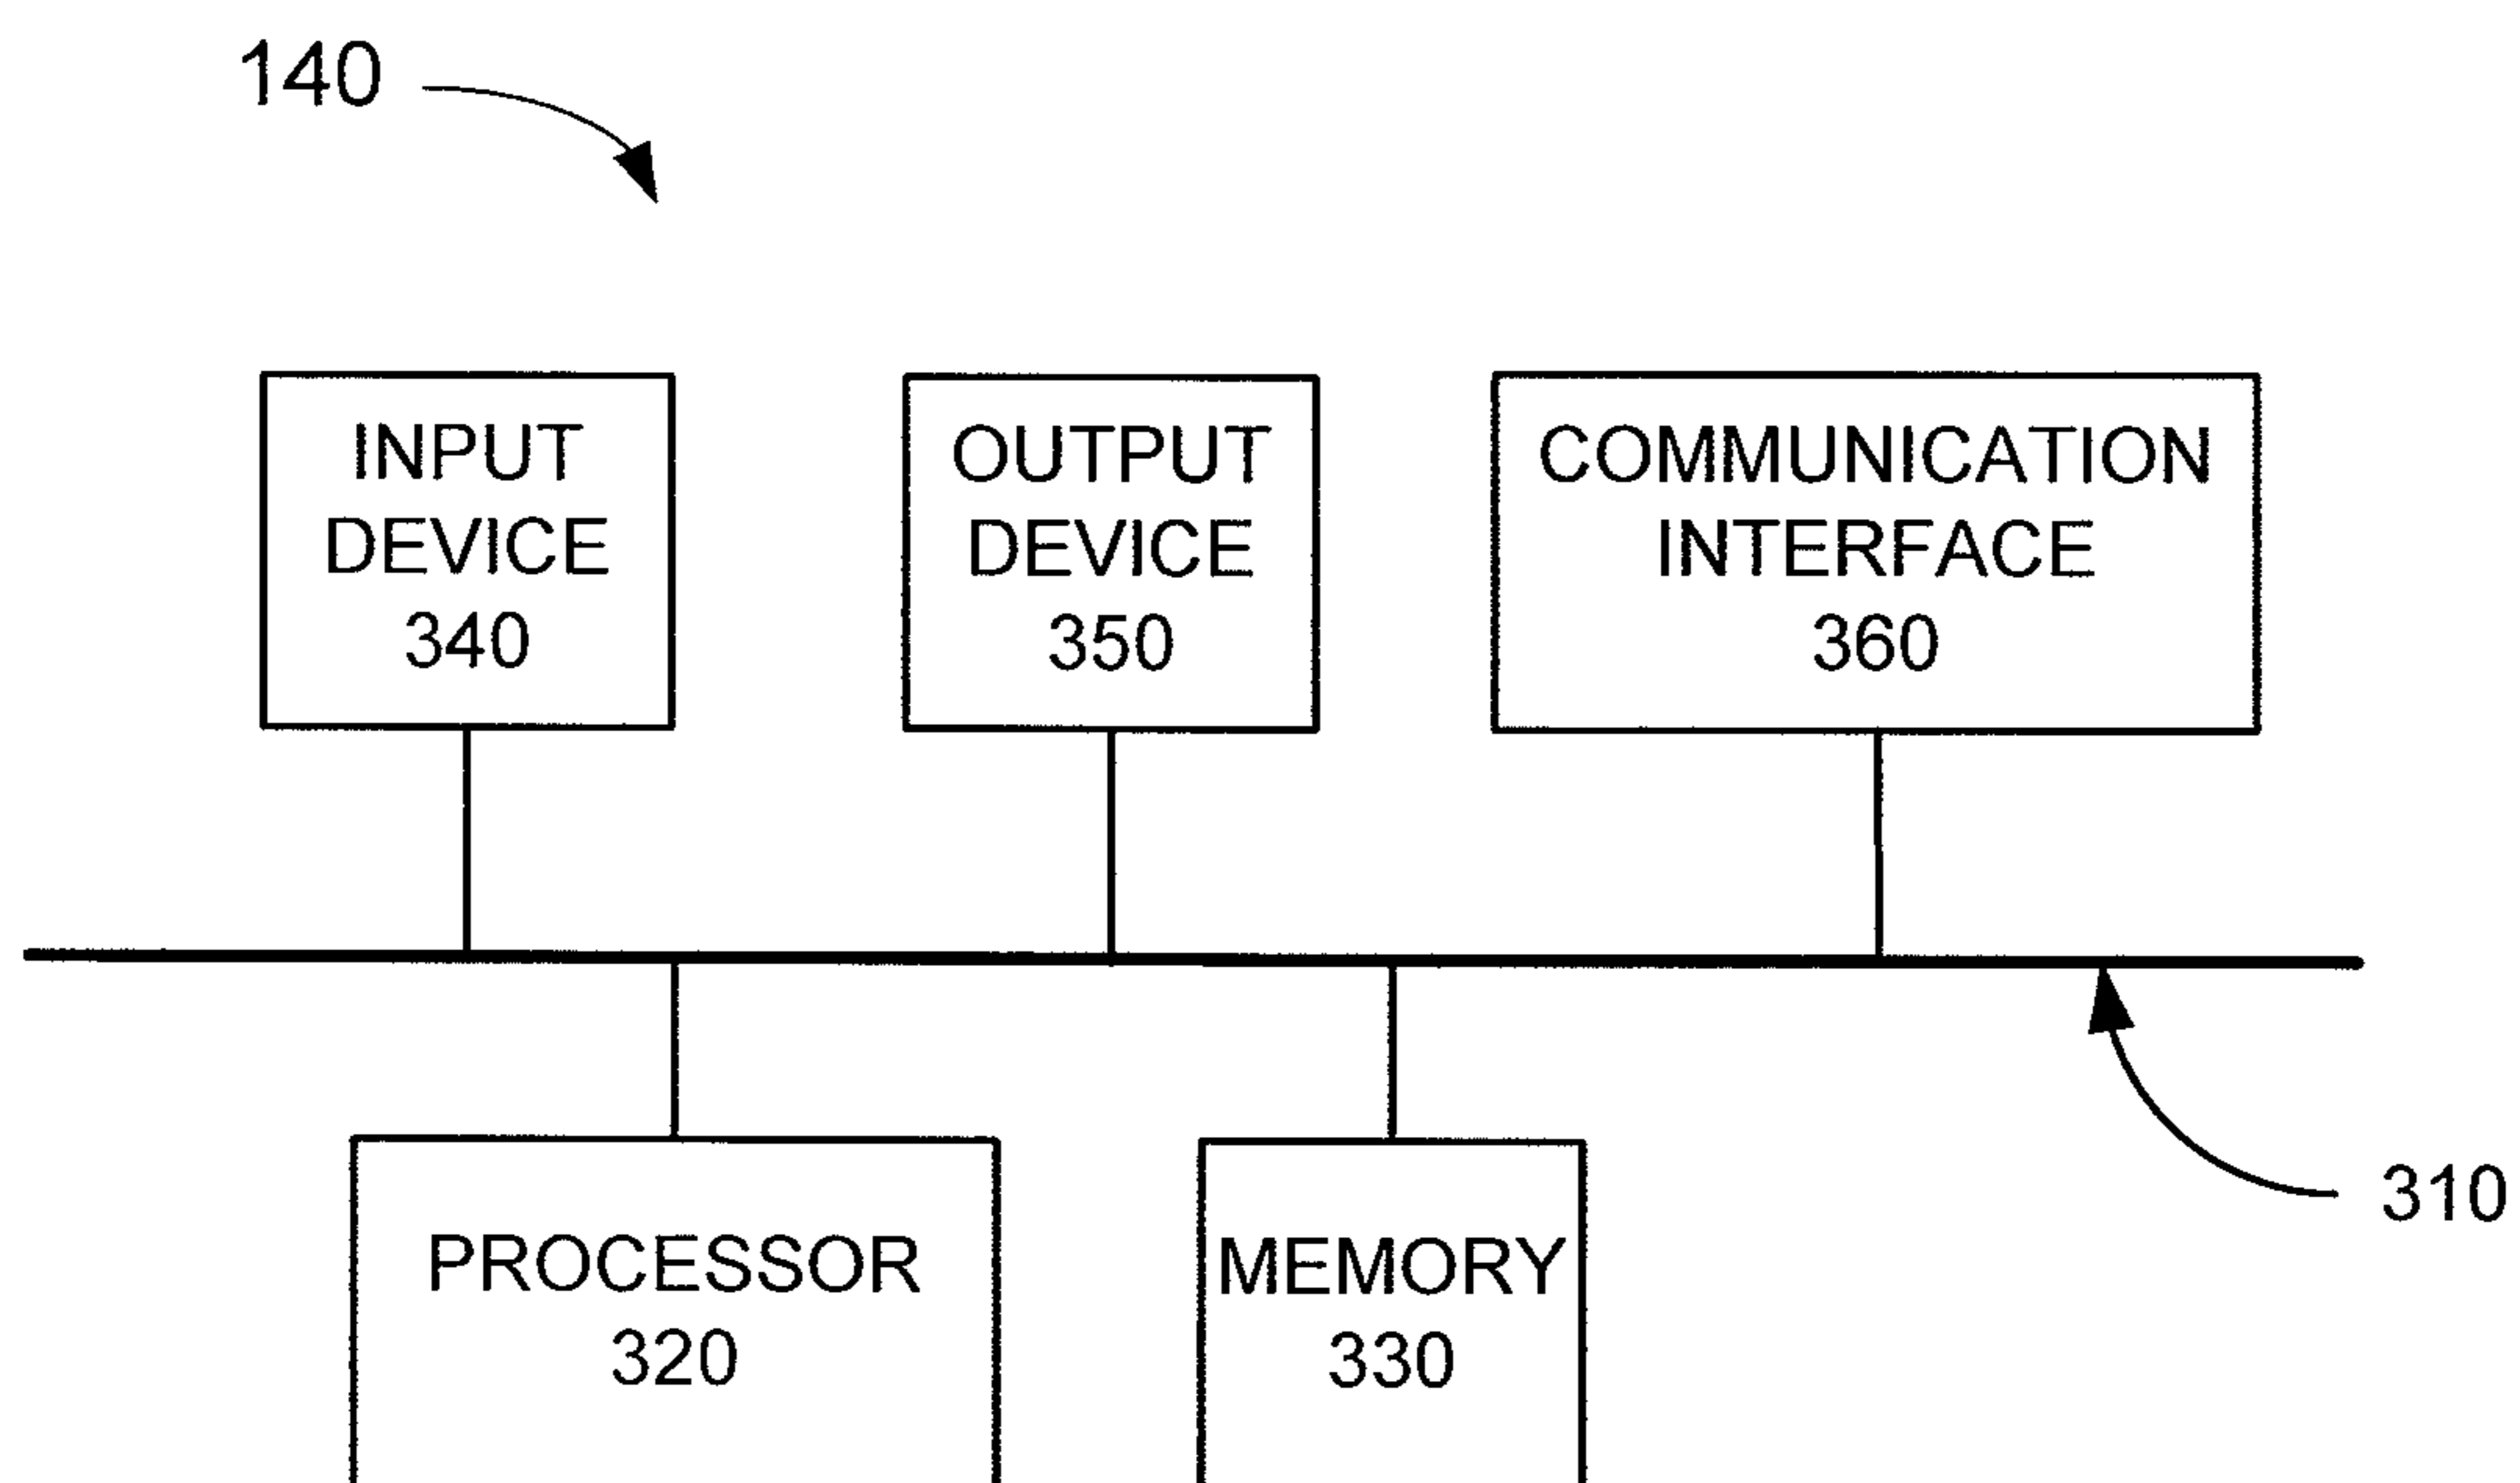 140
INPUT
DEVICE
340
OUTPUT
DEVICE
350
COMMUNICATION
INTERFACE
360
310
PROCESSOR
320
MEMORY
330